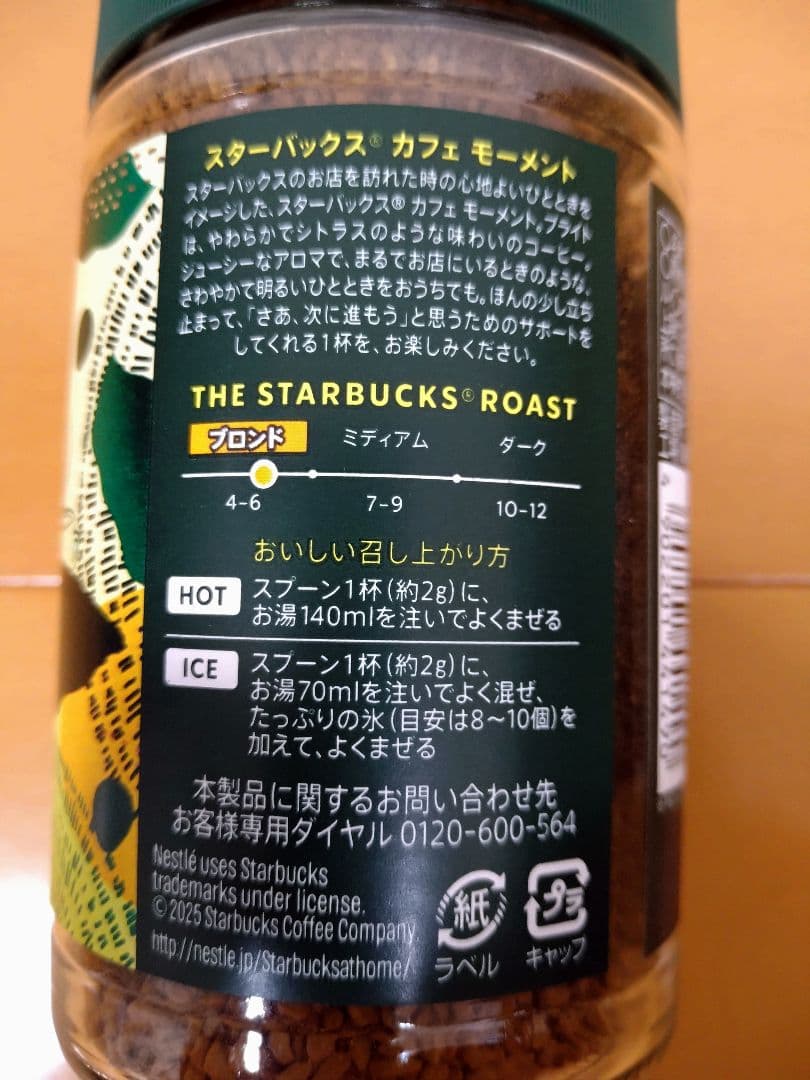 スターバックス® カフェ モーメント
スターバックスのお店を訪れた時の心地よいひとときを
イメージした、スターバックス® カフェ モーメント。ブライト
は、やわらかでシトラスのような味わいのコーヒー。
ジューシーなアロマで、まるでお店にいるときのような、
さわやかで明るいひとときをおうちでも。ほんの少し立ち
止まって、「さあ、次に進もう」と思うためのサポートを
してくれる1杯を、お楽しみください。
THE STARBUCKS® ROAST
ブロンド ミディアム ダーク
4-6 7-9 10-12
おいしい召し上がり方
HOT スプーン1杯(約2g)に、
お湯140mlを注いでよくまぜる
ICE スプーン1杯(約2g)に、
お湯70mlを注いでよく混ぜ、
たっぷりの氷(目安は8〜10個)を
加えて、よくまぜる
本製品に関するお問い合わせ先
お客様専用ダイヤル 0120-600-564
Nestlé uses Starbucks
trademarks under license.
© 2025 Starbucks Coffee Company
http://nestle.jp/Starbucksathome/
紙 プラ
ラベル キャップ